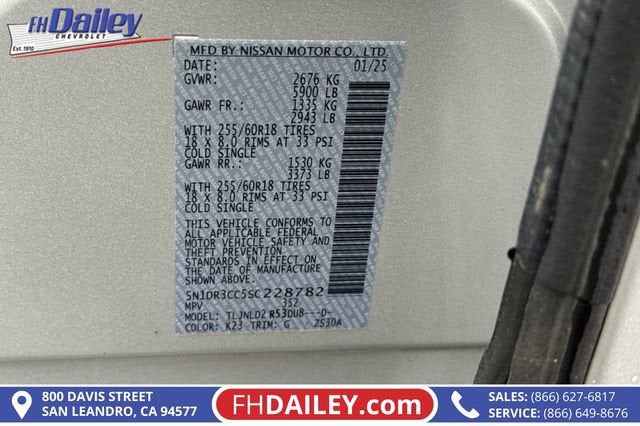 FHDailey
CHEVROLET
Est. 1910
MFD BY NISSAN MOTOR CO., LTD.
DATE: 01/25
GVWR: 2676 KG
5900 LB
GAWR FR.: 1335 KG
2943 LB
WITH 255/60R18 TIRES
18 X 8.0 RIMS AT 33 PSI
COLD SINGLE
GAWR RR.: 1530 KG
3373 LB
WITH 255/60R18 TIRES
18 X 8.0 RIMS AT 33 PSI
COLD SINGLE
THIS VEHICLE CONFORMS TO
ALL APPLICABLE FEDERAL
MOTOR VEHICLE SAFETY AND
THEFT PREVENTION
STANDARDS IN EFFECT ON
THE DATE OF MANUFACTURE
SHOWN ABOVE.
5N1DR3CC5SC228782
MPV 352
MODEL: TLJNLD2 R53DU8---D-
COLOR: K23 TRIM: G 2530A
800 DAVIS STREET
SAN LEANDRO, CA 94577
FHDAILEY.com
SALES: (866) 627-6817
SERVICE: (866) 649-8676